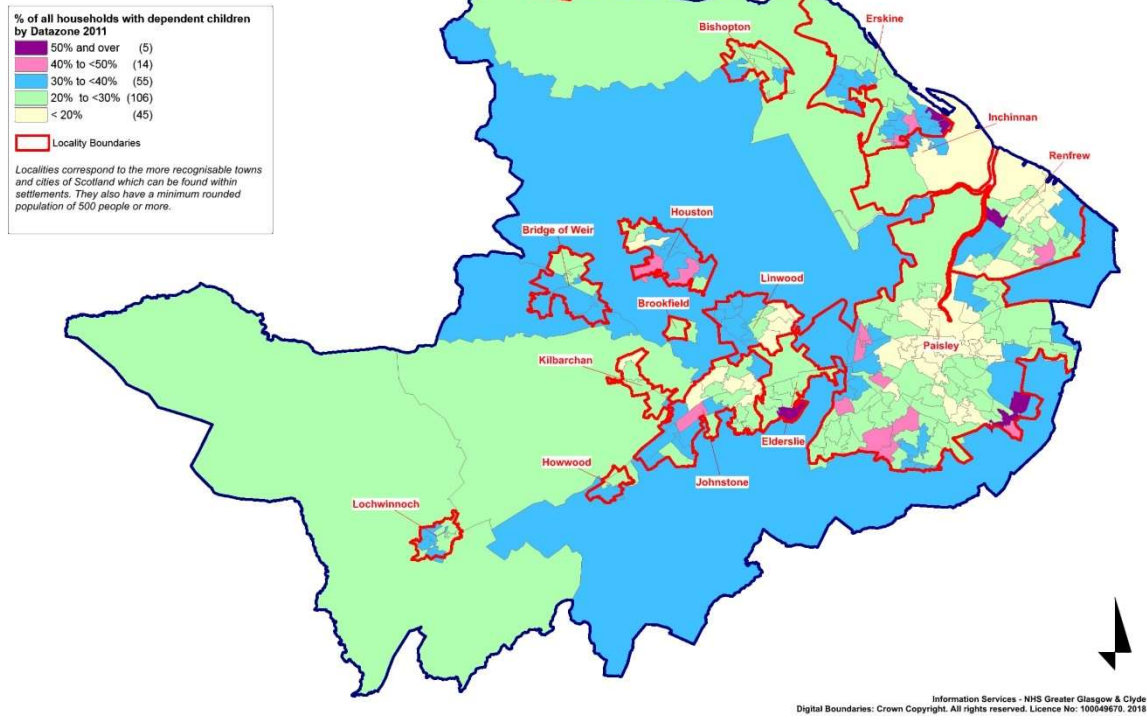 % of all households with dependent children
by Datazone 2011
50% and over (5)
40% to <50% (14)
30% to <40% (55)
20% to <30% (106)
< 20% (45)
Locality Boundaries
Localities correspond to the more recognisable towns
and cities of Scotland which can be found within
settlements. They also have a minimum rounded
population of 500 people or more.
Erskine
Bishopton
Inchinnan
Renfrew
Houston
Bridge of Weir
Linwood
Brookfield
Paisley
Kilbarchan
Elderslie
Howwood
Johnstone
Lochwinnoch
Information Services - NHS Greater Glasgow & Clyde
Digital Boundaries: Crown Copyright. All rights reserved. Licence No: 100049670. 2018